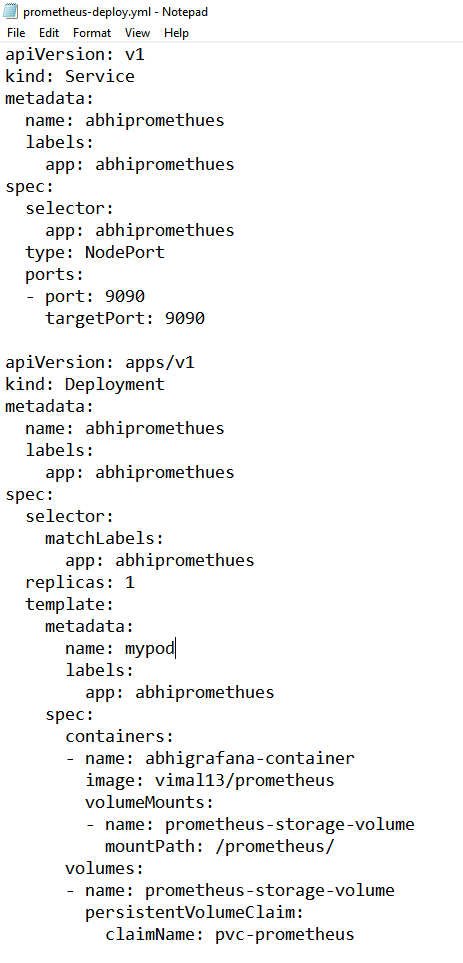 prometheus-deploy.yml - Notepad
File Edit Format View Help
apiVersion: v1
kind: Service
metadata:
  name: abhipromethues
  labels:
    app: abhipromethues
spec:
  selector:
    app: abhipromethues
  type: NodePort
  ports:
  - port: 9090
    targetPort: 9090

apiVersion: apps/v1
kind: Deployment
metadata:
  name: abhipromethues
  labels:
    app: abhipromethues
spec:
  selector:
    matchLabels:
      app: abhipromethues
  replicas: 1
  template:
    metadata:
      name: mypod
      labels:
        app: abhipromethues
    spec:
      containers:
      - name: abhigrafana-container
        image: vimal13/prometheus
        volumeMounts:
        - name: prometheus-storage-volume
          mountPath: /prometheus/
      volumes:
      - name: prometheus-storage-volume
        persistentVolumeClaim:
          claimName: pvc-prometheus